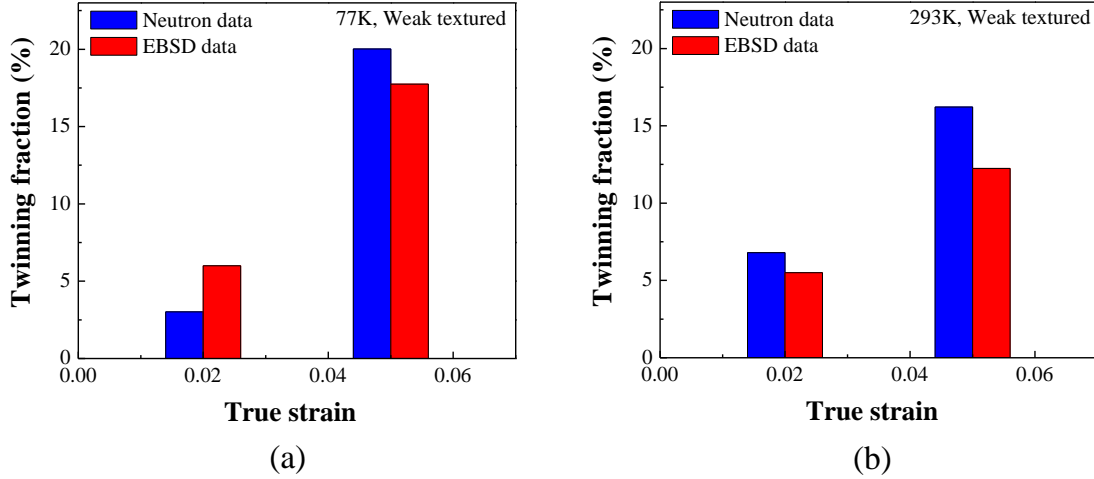 Neutron data
EBSD data
77K, Weak textured
20
15
10
5
0
0.00
0.02
0.04
0.06
Twinning fraction (%)
True strain
(a)
Neutron data
EBSD data
293K, Weak textured
20
15
10
5
0
0.00
0.02
0.04
0.06
Twinning fraction (%)
True strain
(b)